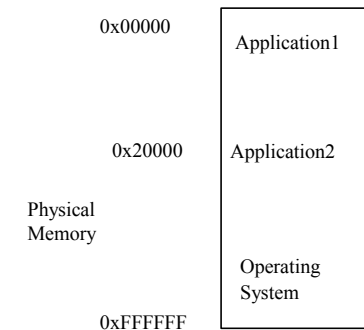 0x00000
Application1
0x20000
Application2
Physical
Memory
Operating
System
0xFFFFFF